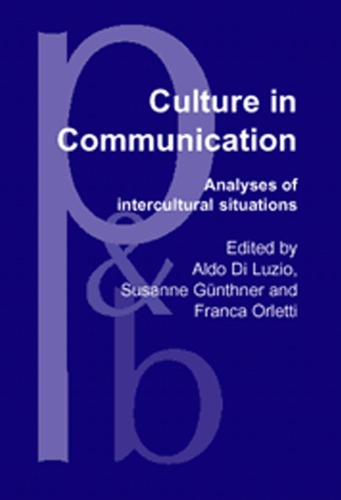 p
&
b
Culture in
Communication
Analyses of
intercultural situations
Edited by
Aldo Di Luzio,
Susanne Günthner and
Franca Orletti